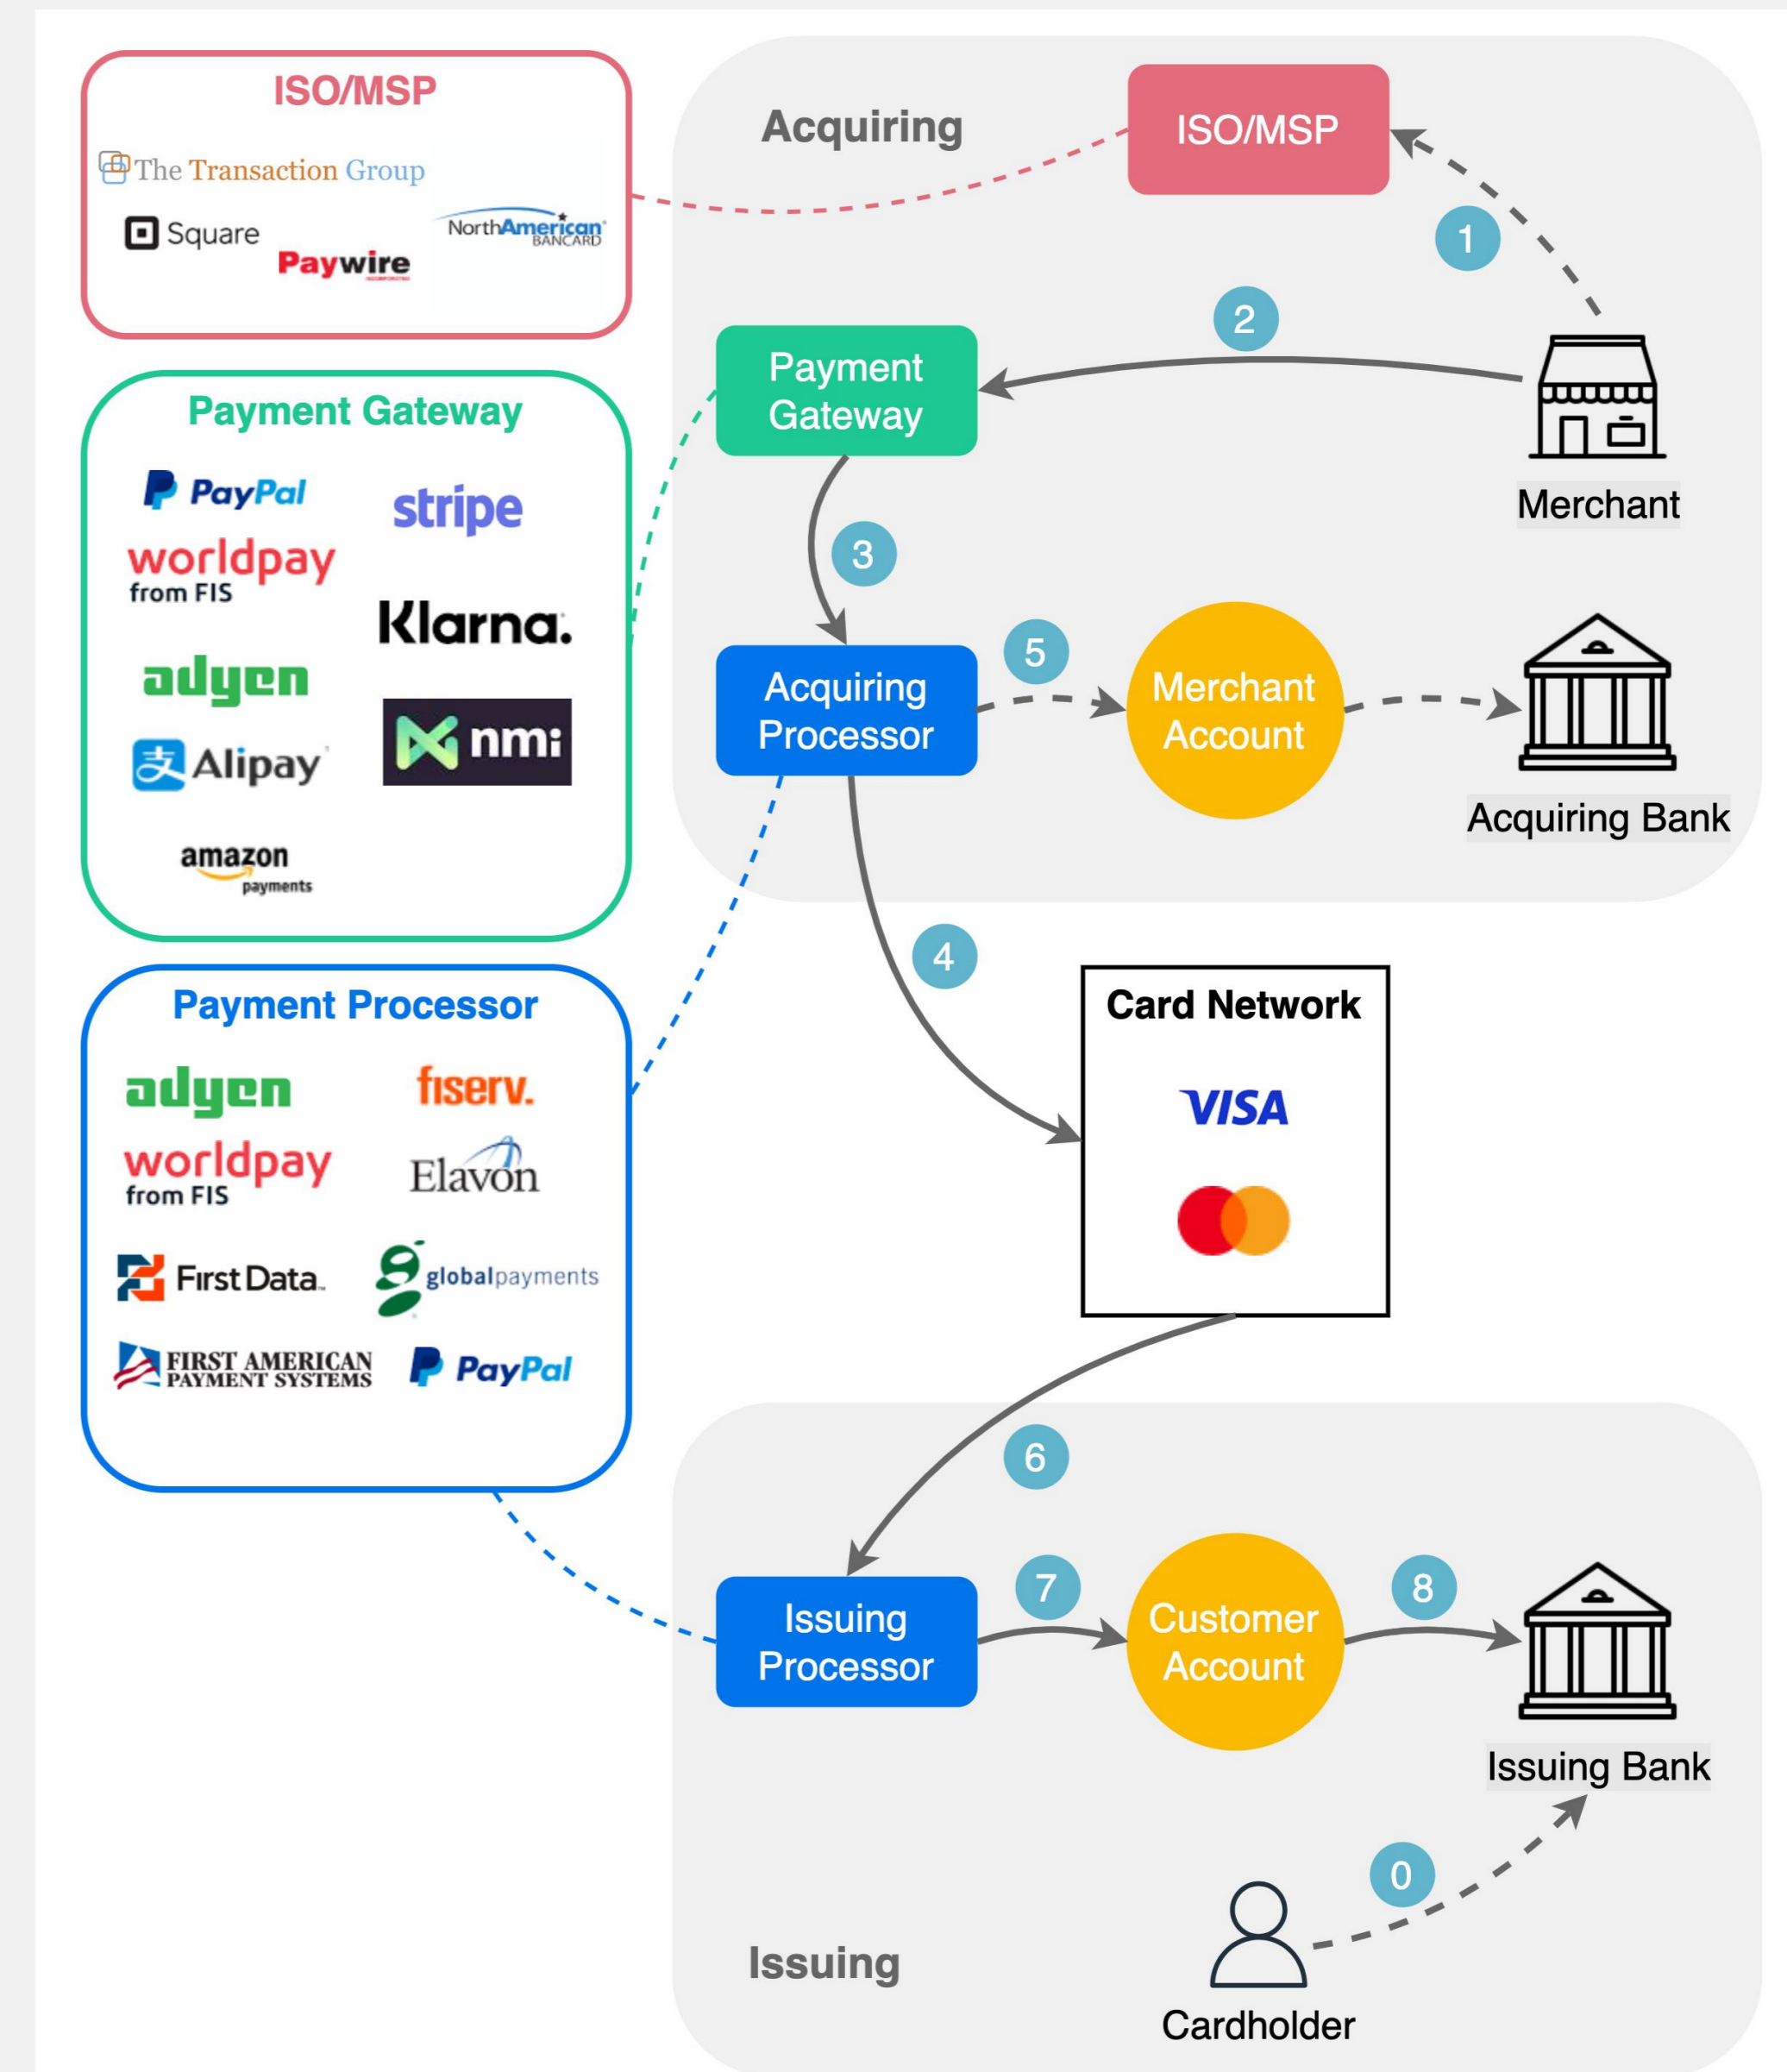 ISO/MSP
The Transaction Group
Square
NorthAmerican
BANCARD
Paywire
Payment Gateway
PayPal
stripe
worldpay
from FIS
Klarna.
adyen
nmi
支 Alipay
amazon
payments
Payment Processor
adyen
fiserv.
worldpay
from FIS
Elavon
First Data
globalpayments
FIRST AMERICAN
PAYMENT SYSTEMS
PayPal
Acquiring
ISO/MSP
1
2
Payment
Gateway
Merchant
3
5
Acquiring
Processor
Merchant
Account
Acquiring Bank
4
Card Network
VISA
6
7
8
Issuing
Processor
Customer
Account
Issuing Bank
0
Issuing
Cardholder